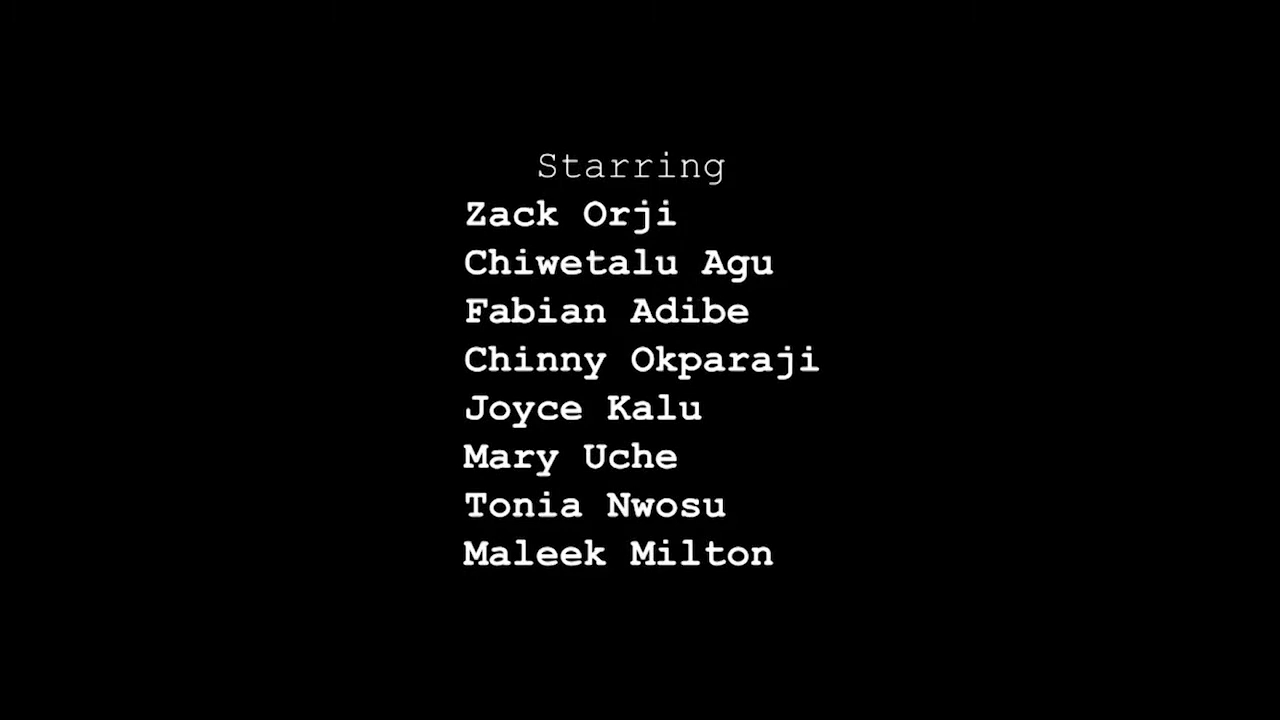 Starring
Zack Orji
Chiwetalu Agu
Fabian Adibe
Chinny Okparaji
Joyce Kalu
Mary Uche
Tonia Nwosu
Maleek Milton